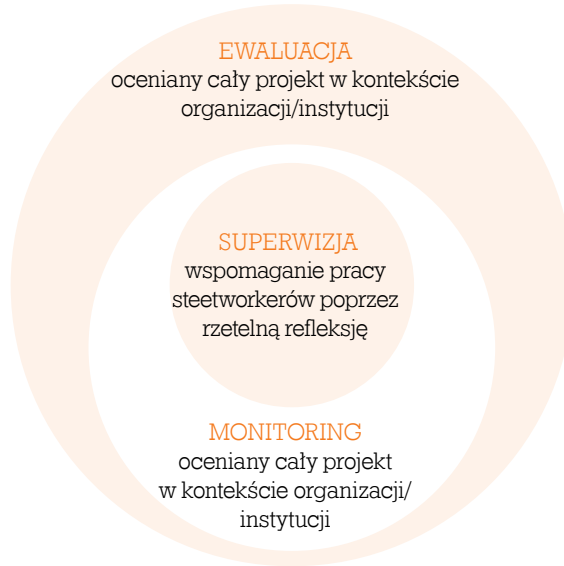 EWALUACJA
oceniany cały projekt w kontekście
organizacji/instytucji
SUPERWIZJA
wspomaganie pracy
steetworkerów poprzez
rzetelną refleksję
MONITORING
oceniany cały projekt
w kontekście organizacji/
instytucji